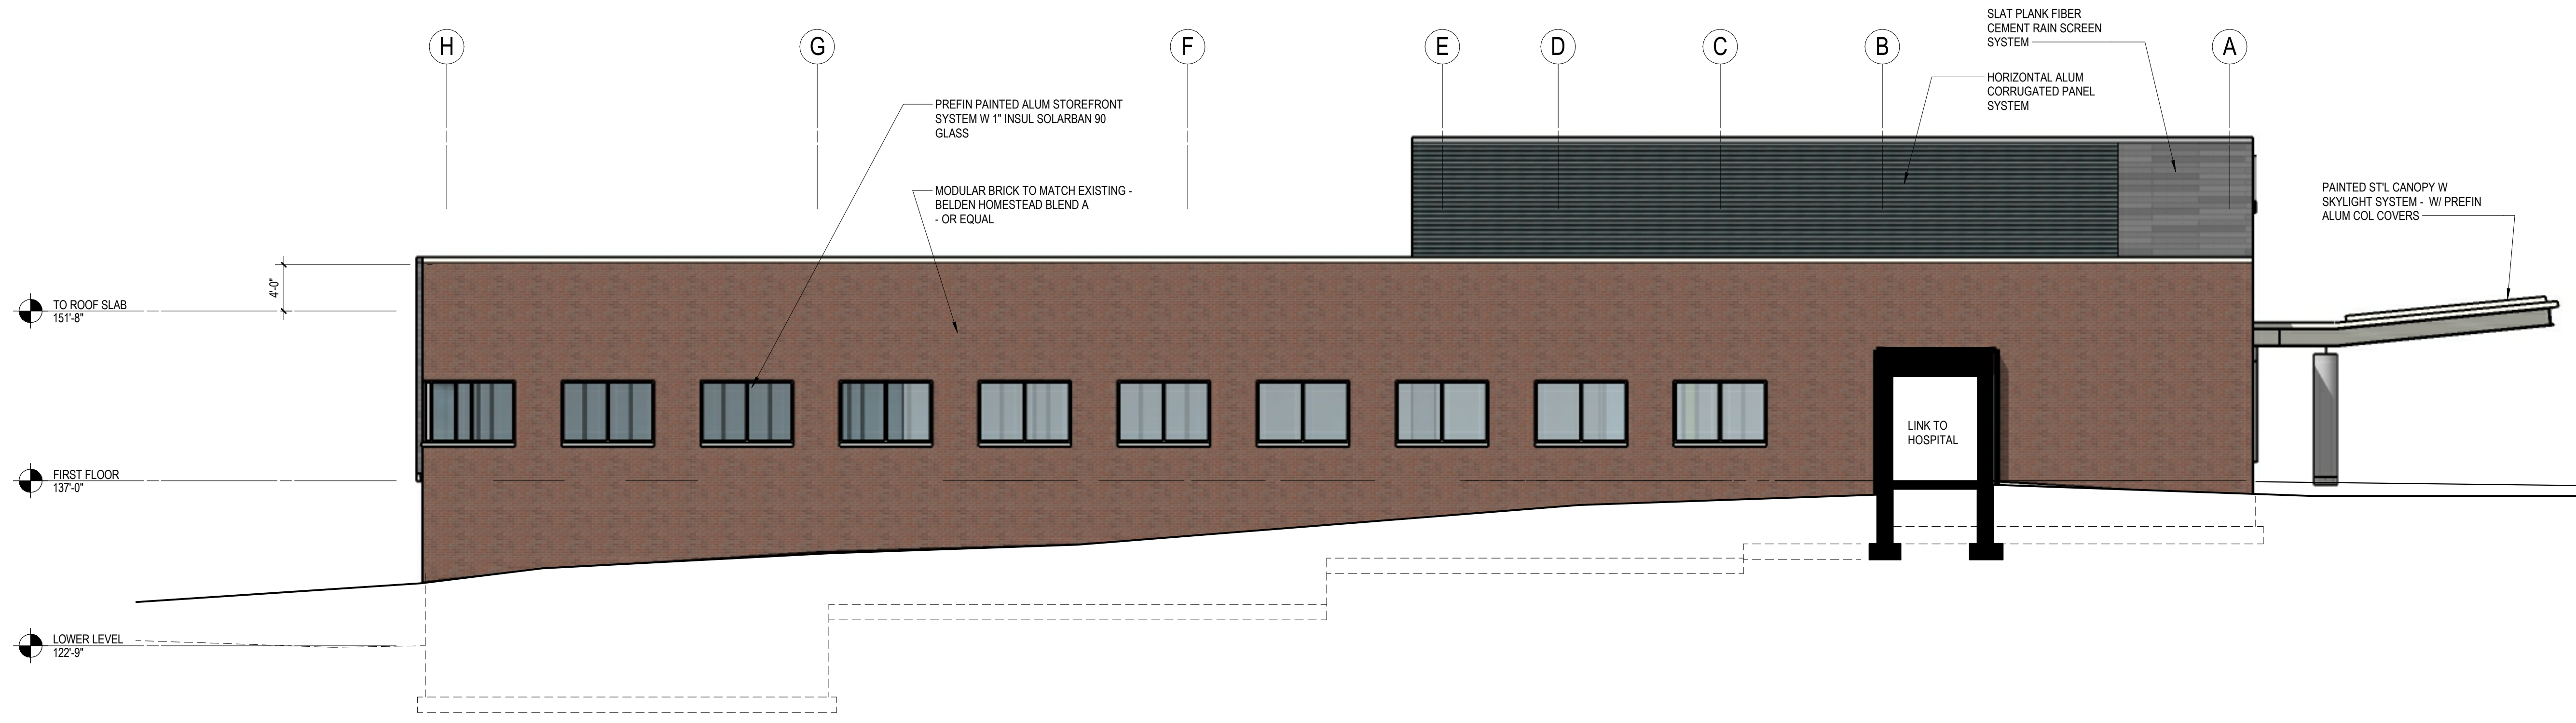 H
G
F
E
D
C
B
A
SLAT PLANK FIBER
CEMENT RAIN SCREEN
SYSTEM
HORIZONTAL ALUM
CORRUGATED PANEL
SYSTEM
PREFIN PAINTED ALUM STOREFRONT
SYSTEM W 1" INSUL SOLARBAN 90
GLASS
MODULAR BRICK TO MATCH EXISTING -
BELDEN HOMESTEAD BLEND A
- OR EQUAL
PAINTED ST'L CANOPY W
SKYLIGHT SYSTEM - W/ PREFIN
ALUM COL COVERS
4'-0"
TO ROOF SLAB
151'-8"
LINK TO
HOSPITAL
FIRST FLOOR
137'-0"
LOWER LEVEL
122'-9"